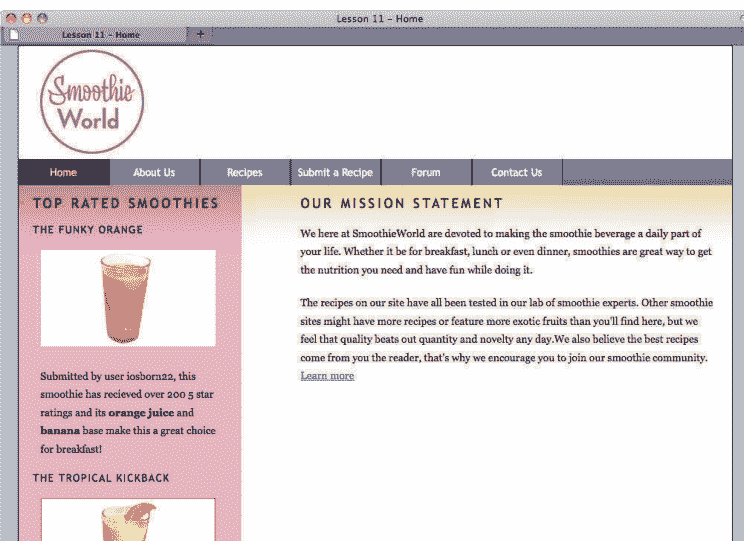 Lesson 11 – Home
Lesson 11 – Home +
Smoothie
World
Home About Us Recipes Submit a Recipe Forum Contact Us
TOP RATED SMOOTHIES
THE FUNKY ORANGE
Submitted by user iosborn22, this
smoothie has recieved over 200 5 star
ratings and its orange juice and
banana base make this a great choice
for breakfast!
THE TROPICAL KICKBACK
OUR MISSION STATEMENT
We here at SmoothieWorld are devoted to making the smoothie beverage a daily part of
your life. Whether it be for breakfast, lunch or even dinner, smoothies are great way to get
the nutrition you need and have fun while doing it.
The recipes on our site have all been tested in our lab of smoothie experts. Other smoothie
sites might have more recipes or feature more exotic fruits than you'll find here, but we
feel that quality beats out quantity and novelty any day.We also believe the best recipes
come from you the reader, that's why we encourage you to join our smoothie community.
Learn more